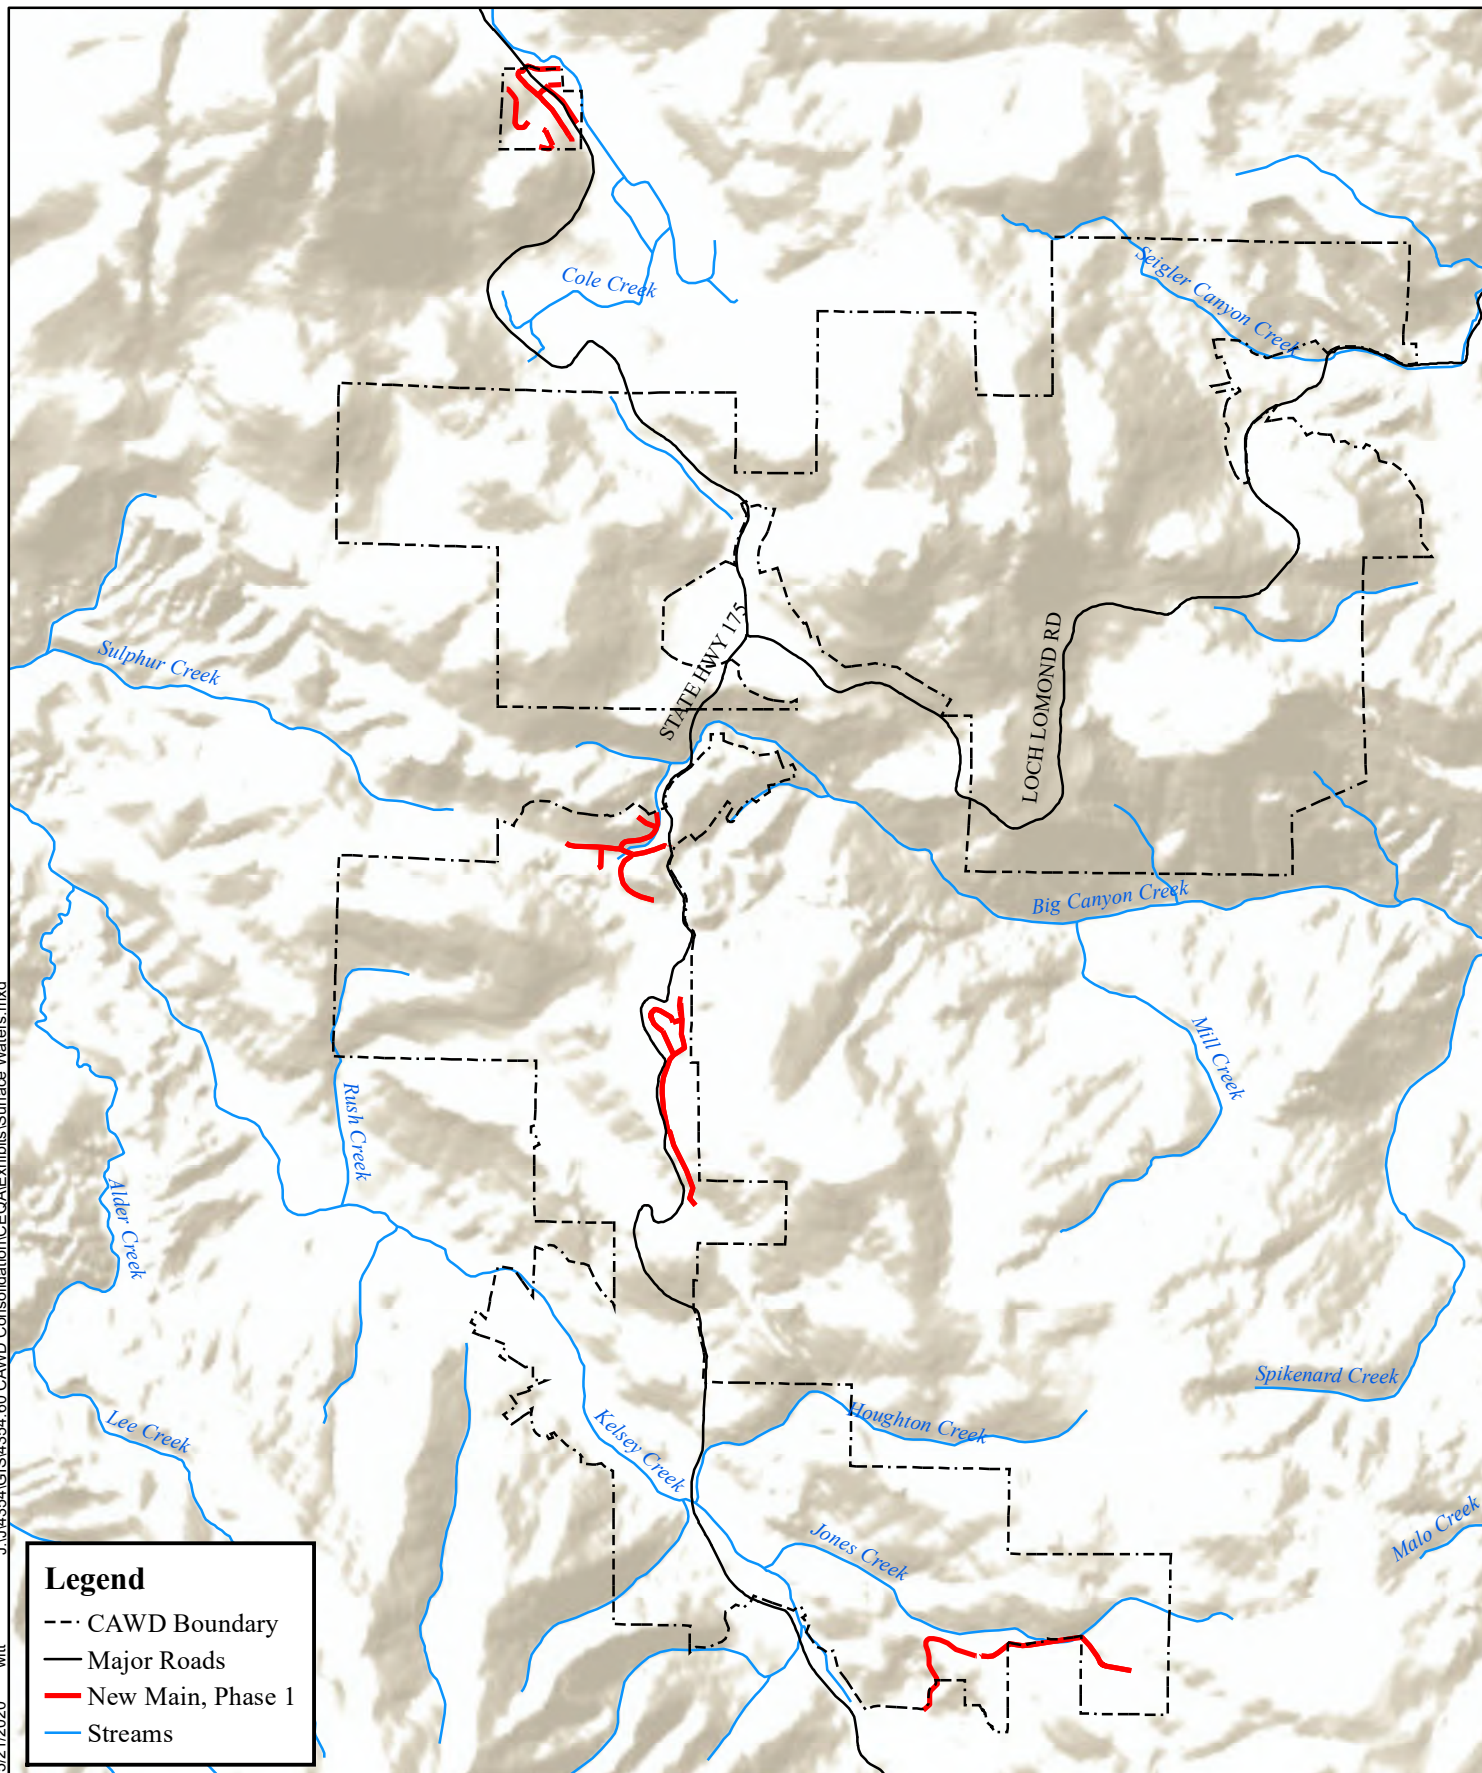 Cole Creek
Seigler Canyon Creek
STATE HWY 175
LOCH LOMOND RD
Sulphur Creek
Big Canyon Creek
Mill Creek
Rush Creek
Alder Creek
Spikenard Creek
Houghton Creek
Kelsey Creek
Lee Creek
Jones Creek
Malo Creek
Legend
CAWD Boundary
Major Roads
New Main, Phase 1
Streams